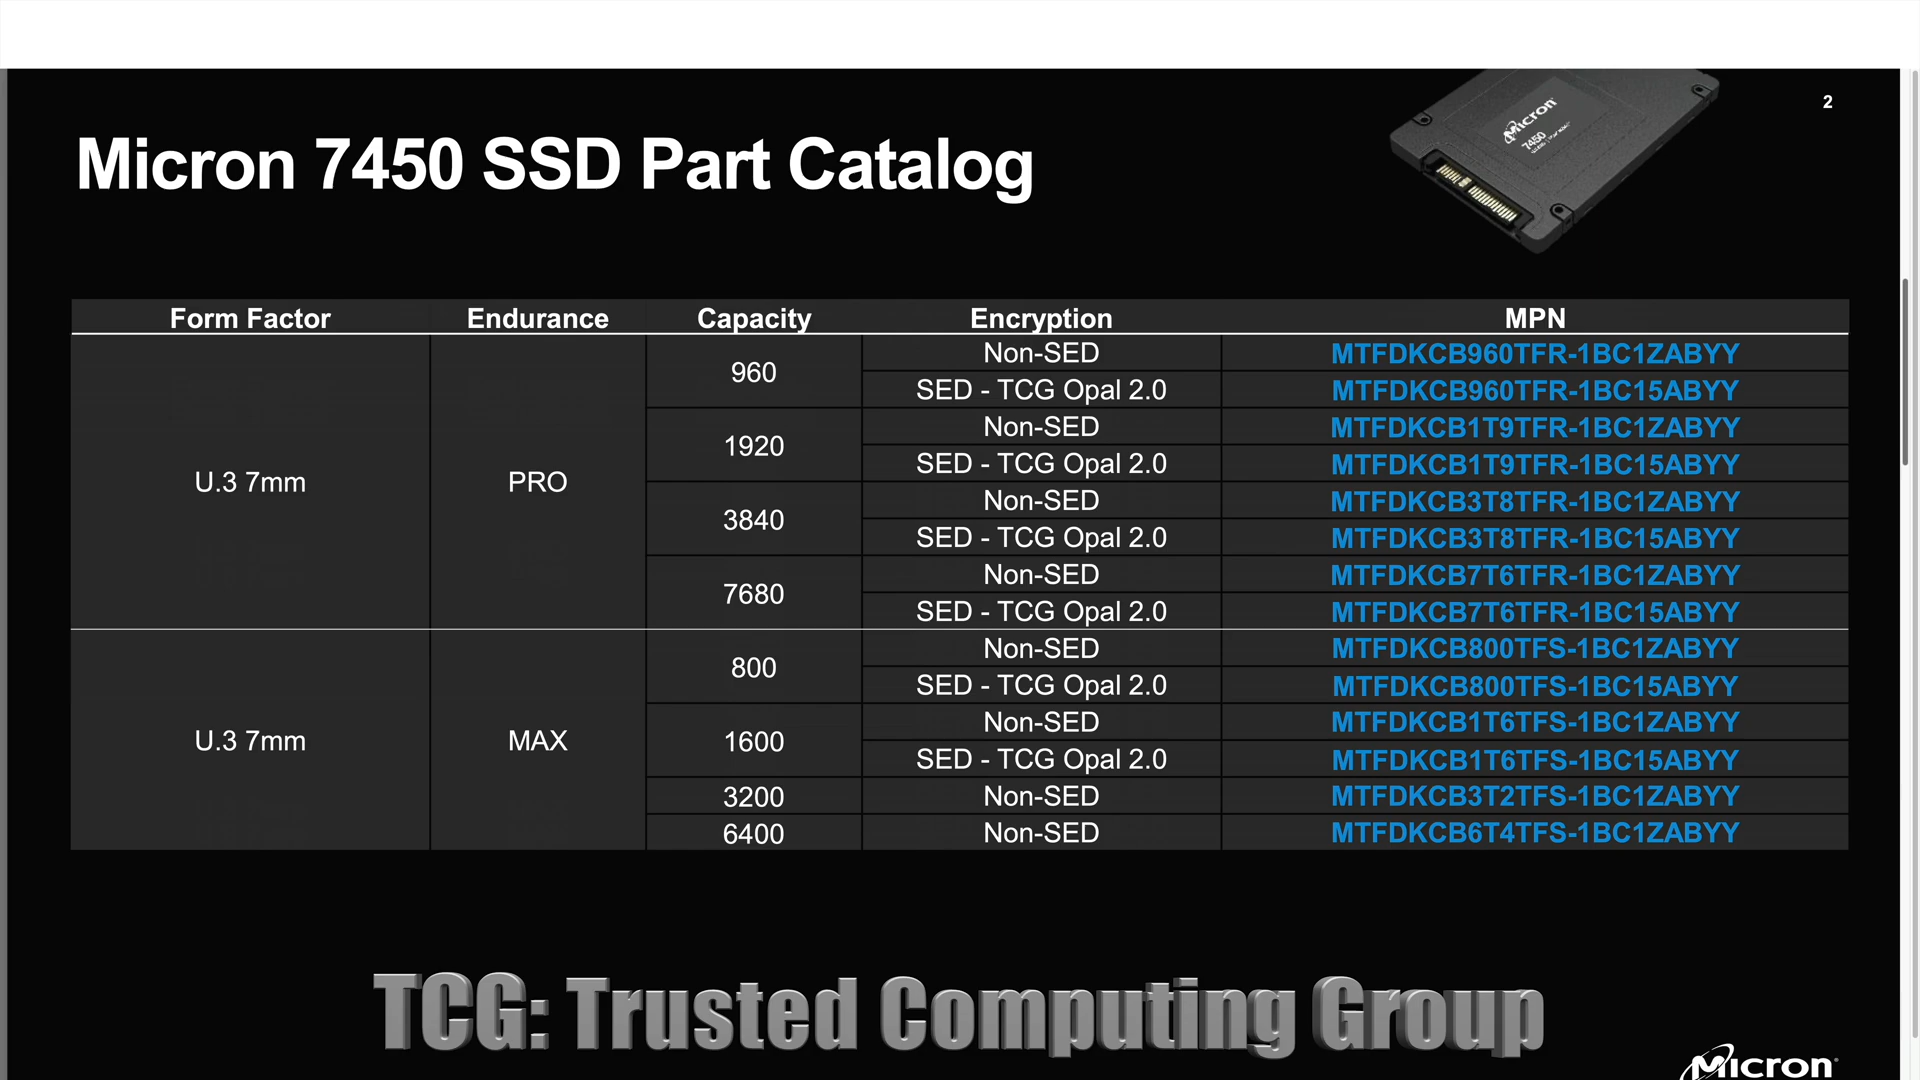 2
Micron
7450
Micron 7450 SSD Part Catalog
Form Factor Endurance Capacity Encryption MPN
U.3 7mm PRO 960 Non-SED MTFDKCB960TFR-1BC1ZABYY
SED - TCG Opal 2.0 MTFDKCB960TFR-1BC15ABYY
1920 Non-SED MTFDKCB1T9TFR-1BC1ZABYY
SED - TCG Opal 2.0 MTFDKCB1T9TFR-1BC15ABYY
3840 Non-SED MTFDKCB3T8TFR-1BC1ZABYY
SED - TCG Opal 2.0 MTFDKCB3T8TFR-1BC15ABYY
7680 Non-SED MTFDKCB7T6TFR-1BC1ZABYY
SED - TCG Opal 2.0 MTFDKCB7T6TFR-1BC15ABYY
U.3 7mm MAX 800 Non-SED MTFDKCB800TFS-1BC1ZABYY
SED - TCG Opal 2.0 MTFDKCB800TFS-1BC15ABYY
1600 Non-SED MTFDKCB1T6TFS-1BC1ZABYY
SED - TCG Opal 2.0 MTFDKCB1T6TFS-1BC15ABYY
3200 Non-SED MTFDKCB3T2TFS-1BC1ZABYY
6400 Non-SED MTFDKCB6T4TFS-1BC1ZABYY
TCG: Trusted Computing Group
Micron